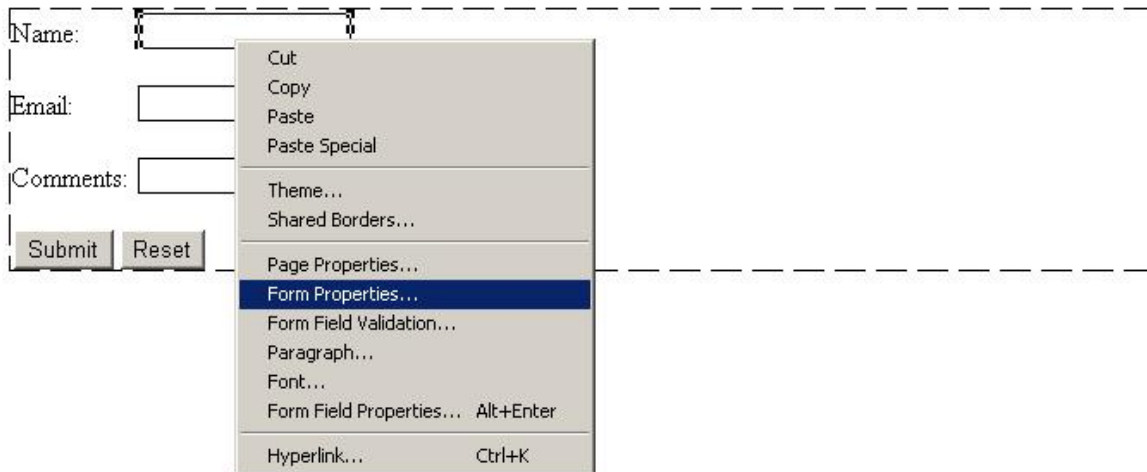 Name:
Cut
Copy
Email:
Paste
Paste Special
Comments:
Theme...
Shared Borders...
Submit Reset
Page Properties...
Form Properties...
Form Field Validation...
Paragraph...
Font...
Form Field Properties... Alt+Enter
Hyperlink... Ctrl+K